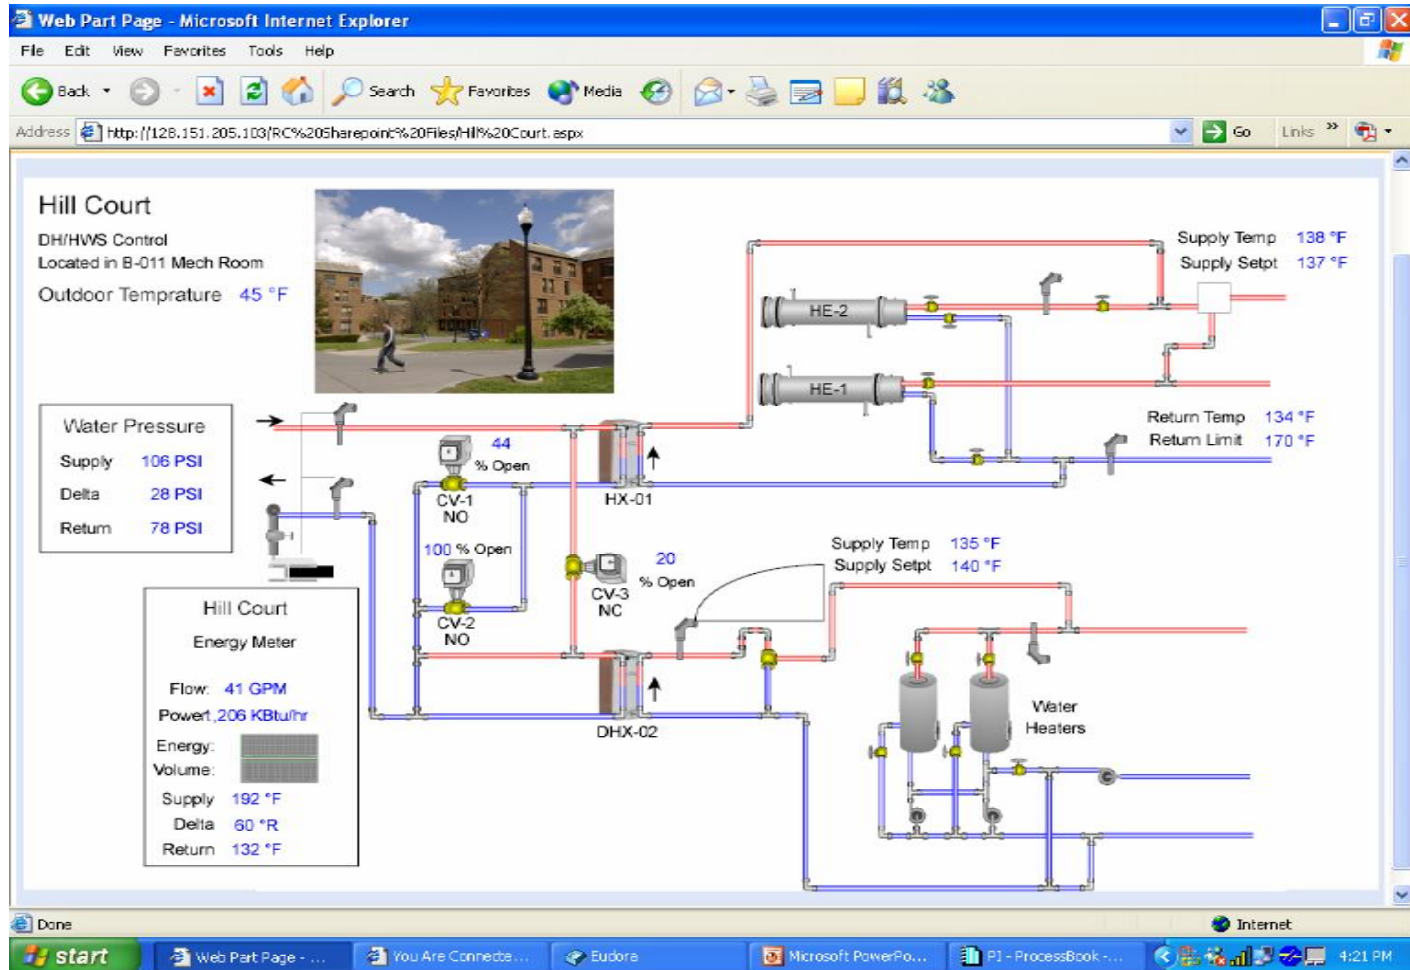 Web Part Page - Microsoft Internet Explorer
File Edit View Favorites Tools Help
Back Search Favorites Media
Address http://128.151.205.103/RC%20Sharepoint%20Files/Hill%20Court.aspx Go Links »
Hill Court
DH/HWS Control
Located in B-011 Mech Room
Outdoor Temprature 45 °F
Supply Temp 138 °F
Supply Setpt 137 °F
HE-2
HE-1
Return Temp 134 °F
Return Limit 170 °F
Water Pressure
Supply 106 PSI
Delta 28 PSI
Return 78 PSI
44
% Open
CV-1
NO
HX-01
100 % Open
CV-2
NO
20
% Open
CV-3
NC
Supply Temp 135 °F
Supply Setpt 140 °F
DHX-02
Water
Heaters
Hill Court
Energy Meter
Flow: 41 GPM
Power1,206 KBtu/hr
Energy:
Volume:
Supply 192 °F
Delta 60 °R
Return 132 °F
Done Internet
start Web Part Page - ... You Are Connecte... Eudora Microsoft PowerPo... PI - ProcessBook -... 4:21 PM